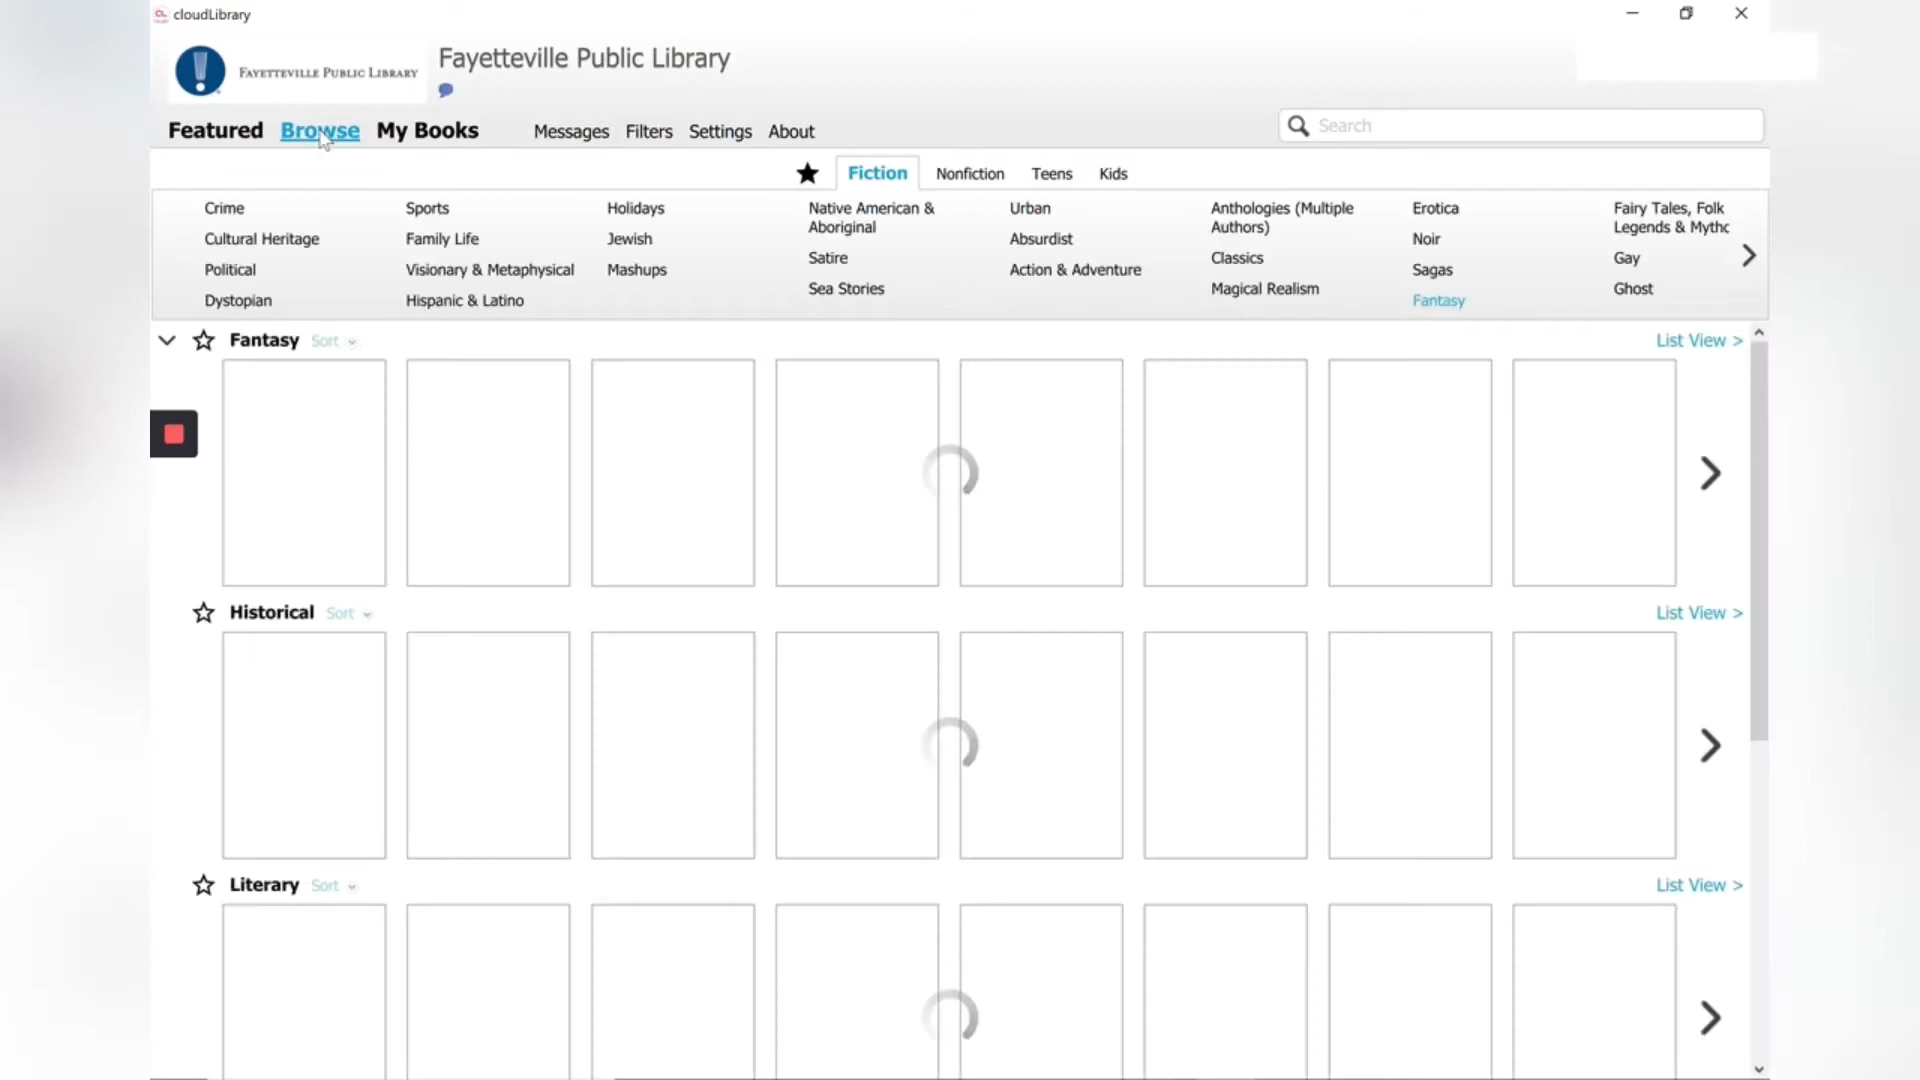 cloudLibrary
FAYETTEVILLE PUBLIC LIBRARY
Fayetteville Public Library
Featured Browse My Books Messages Filters Settings About
Search
Fiction Nonfiction Teens Kids
Crime
Cultural Heritage
Political
Dystopian
Sports
Family Life
Visionary & Metaphysical
Hispanic & Latino
Holidays
Jewish
Mashups
Native American &
Aboriginal
Satire
Sea Stories
Urban
Absurdist
Action & Adventure
Anthologies (Multiple
Authors)
Classics
Magical Realism
Erotica
Noir
Sagas
Fantasy
Fairy Tales, Folk
Legends & Mytho
Gay
Ghost
Fantasy Sort List View >
Historical Sort List View >
Literary Sort List View >